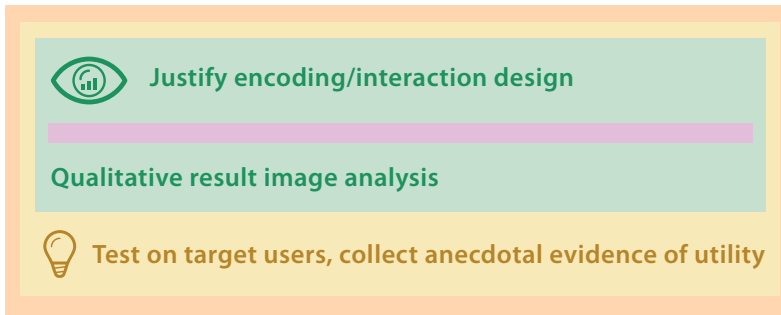 Justify encoding/interaction design
Qualitative result image analysis
Test on target users, collect anecdotal evidence of utility